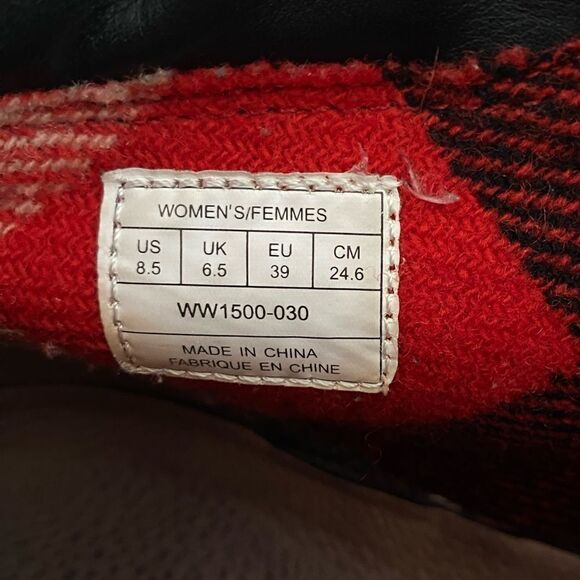 WOMEN'S/FEMMES
US UK EU CM
8.5 6.5 39 24.6
WW1500-030
MADE IN CHINA
FABRIQUE EN CHINE